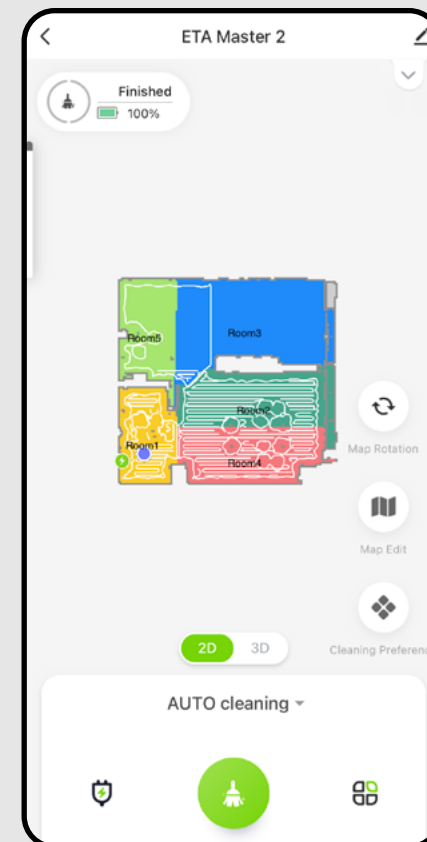 ETA Master 2
Finished
100%
Room5
Room3
Room2
Room1
Room4
Map Rotation
Map Edit
Cleaning Preferenc
2D 3D
AUTO cleaning